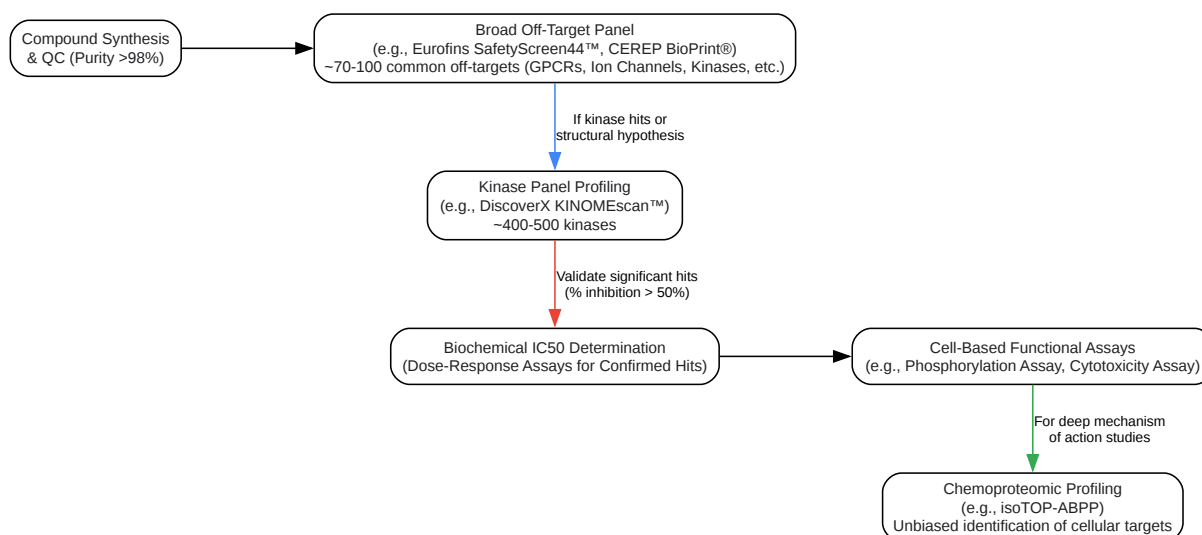 Compound Synthesis
& QC (Purity >98%)
Broad Off-Target Panel
(e.g., Eurofins SafetyScreen44™, CEREP BioPrint®)
~70-100 common off-targets (GPCRs, Ion Channels, Kinases, etc.)
If kinase hits or
structural hypothesis
Kinase Panel Profiling
(e.g., DiscoverX KINOMEscan™)
~400-500 kinases
Validate significant hits
(% inhibition > 50%)
Biochemical IC50 Determination
(Dose-Response Assays for Confirmed Hits)
Cell-Based Functional Assays
(e.g., Phosphorylation Assay, Cytotoxicity Assay)
For deep mechanism
of action studies
Chemoproteomic Profiling
(e.g., isoTOP-ABPP)
Unbiased identification of cellular targets